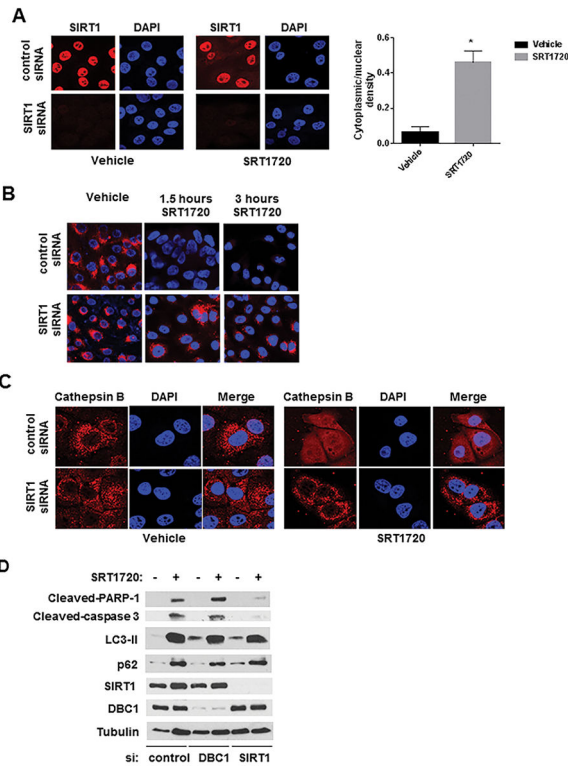 A
SIRT1 DAPI SIRT1 DAPI
control siRNA
SIRT1 siRNA
Vehicle SRT1720
Cytoplasmic/nuclear density
0.6
0.4
0.2
0.0
*
Vehicle
SRT1720
Vehicle
SRT1720
B
Vehicle 1.5 hours SRT1720 3 hours SRT1720
control siRNA
SIRT1 siRNA
C
Cathepsin B DAPI Merge Cathepsin B DAPI Merge
control siRNA
SIRT1 siRNA
Vehicle SRT1720
D
SRT1720: - + - + - +
Cleaved-PARP-1
Cleaved-caspase 3
LC3-II
p62
SIRT1
DBC1
Tubulin
si: control DBC1 SIRT1